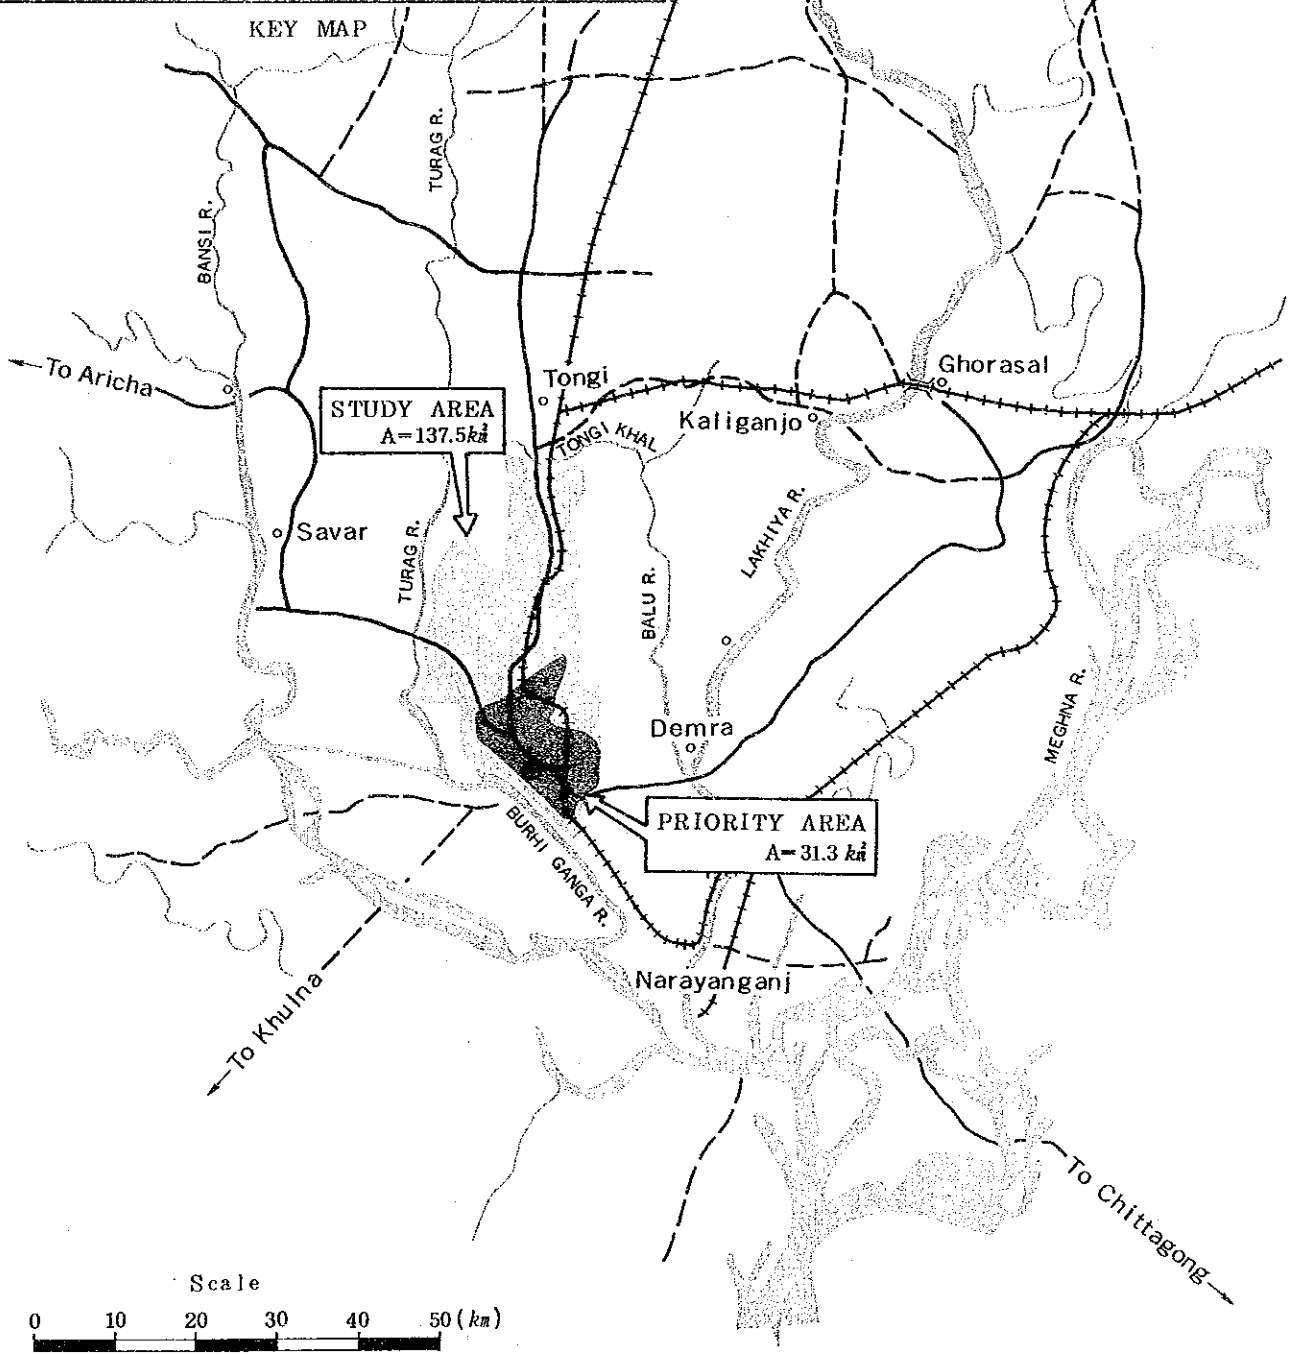 KEY MAP
TURAG R.
BANSI R.
To Aricha
Tongi
Ghorasal
STUDY AREA
A=137.5km²
Kaliganjo
TONGI KHAL
LAKHIYA R.
Savar
TURAG R.
BALU R.
MEGHNA R.
Demra
PRIORITY AREA
A=31.3 km²
BURHI GANGA R.
Narayanganj
To Khulna
To Chittagong
Scale
0 10 20 30 40 50 (km)